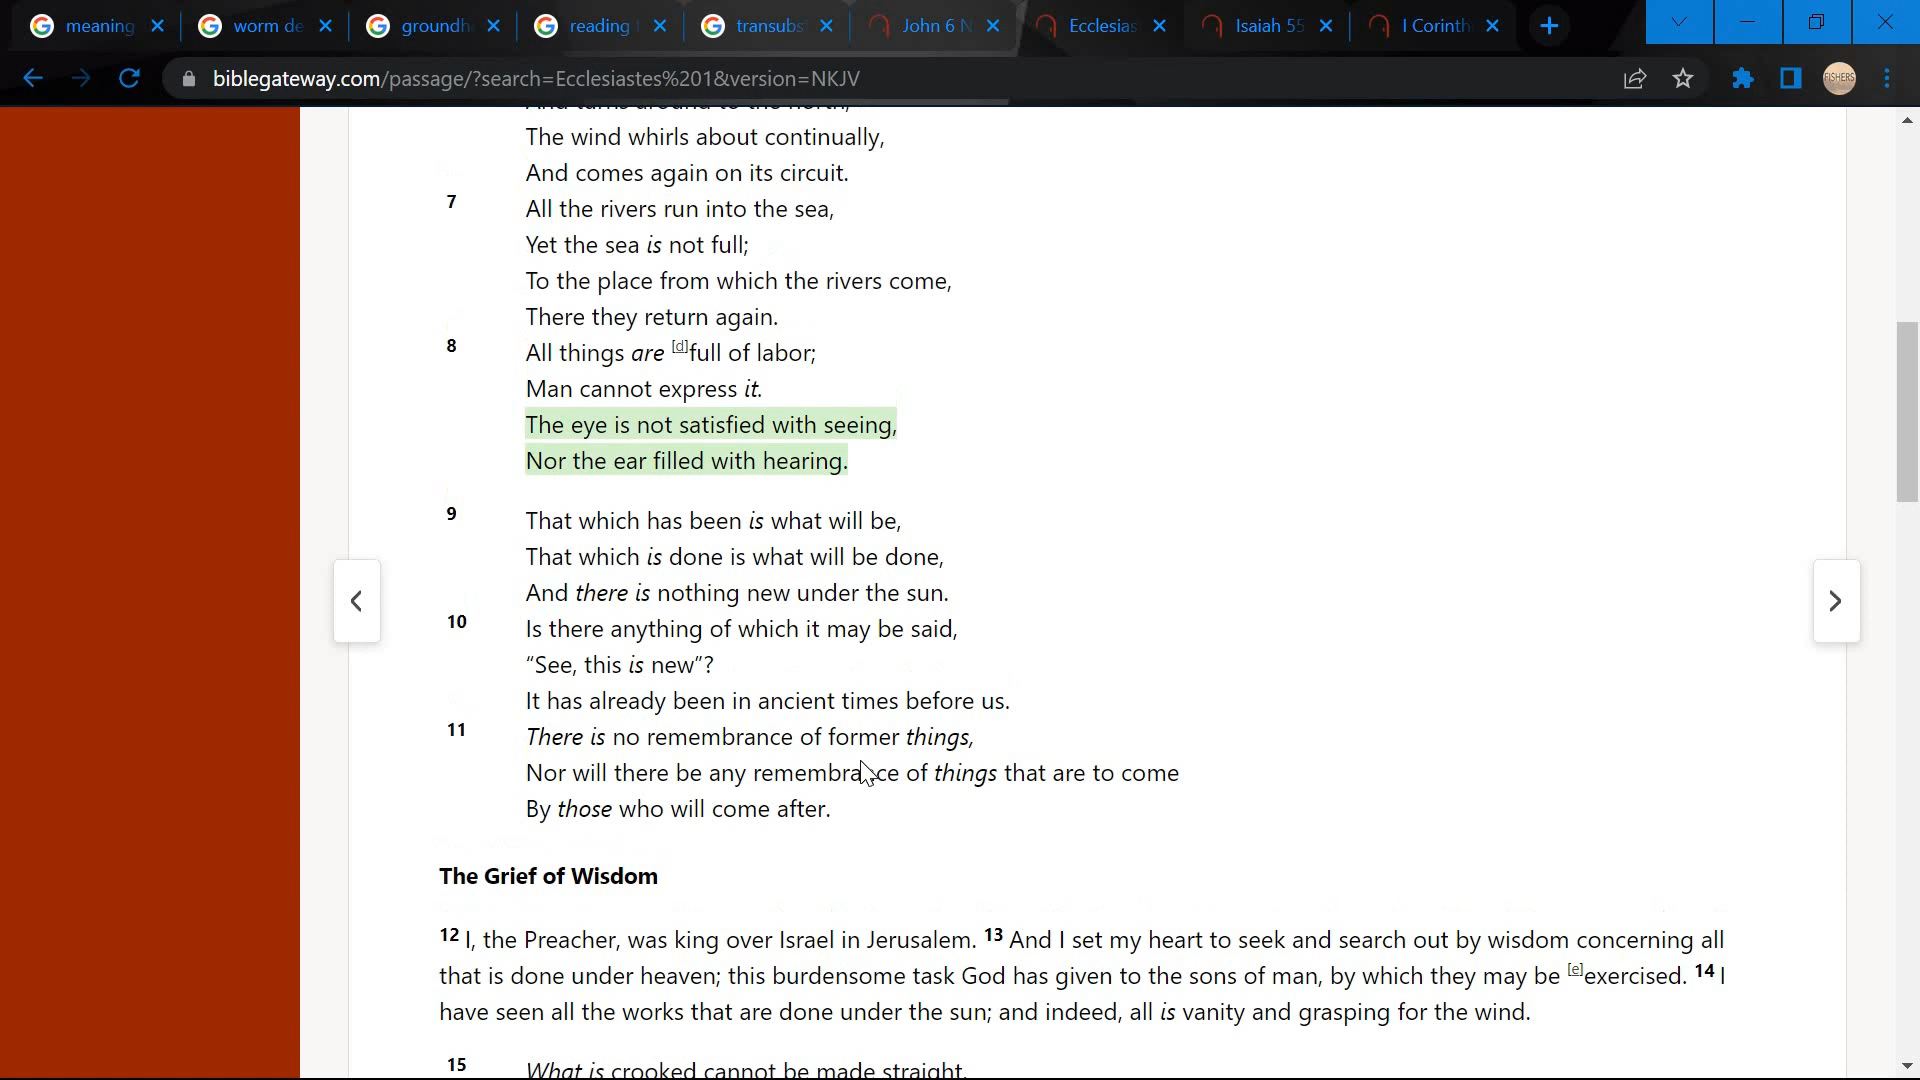 meaning
worm de
groundh
reading
transubs
John 6 N
Ecclesias
Isaiah 55
I Corinth
biblegateway.com/passage/?search=Ecclesiastes%201&version=NKJV
FISHERS
And turns around to the north;
The wind whirls about continually,
And comes again on its circuit.
7 All the rivers run into the sea,
Yet the sea is not full;
To the place from which the rivers come,
There they return again.
8 All things are [d]full of labor;
Man cannot express it.
The eye is not satisfied with seeing,
Nor the ear filled with hearing.
9 That which has been is what will be,
That which is done is what will be done,
And there is nothing new under the sun.
10 Is there anything of which it may be said,
“See, this is new”?
It has already been in ancient times before us.
11 There is no remembrance of former things,
Nor will there be any remembrance of things that are to come
By those who will come after.
The Grief of Wisdom
12 I, the Preacher, was king over Israel in Jerusalem. 13 And I set my heart to seek and search out by wisdom concerning all
that is done under heaven; this burdensome task God has given to the sons of man, by which they may be [e]exercised. 14 I
have seen all the works that are done under the sun; and indeed, all is vanity and grasping for the wind.
15 What is crooked cannot be made straight,